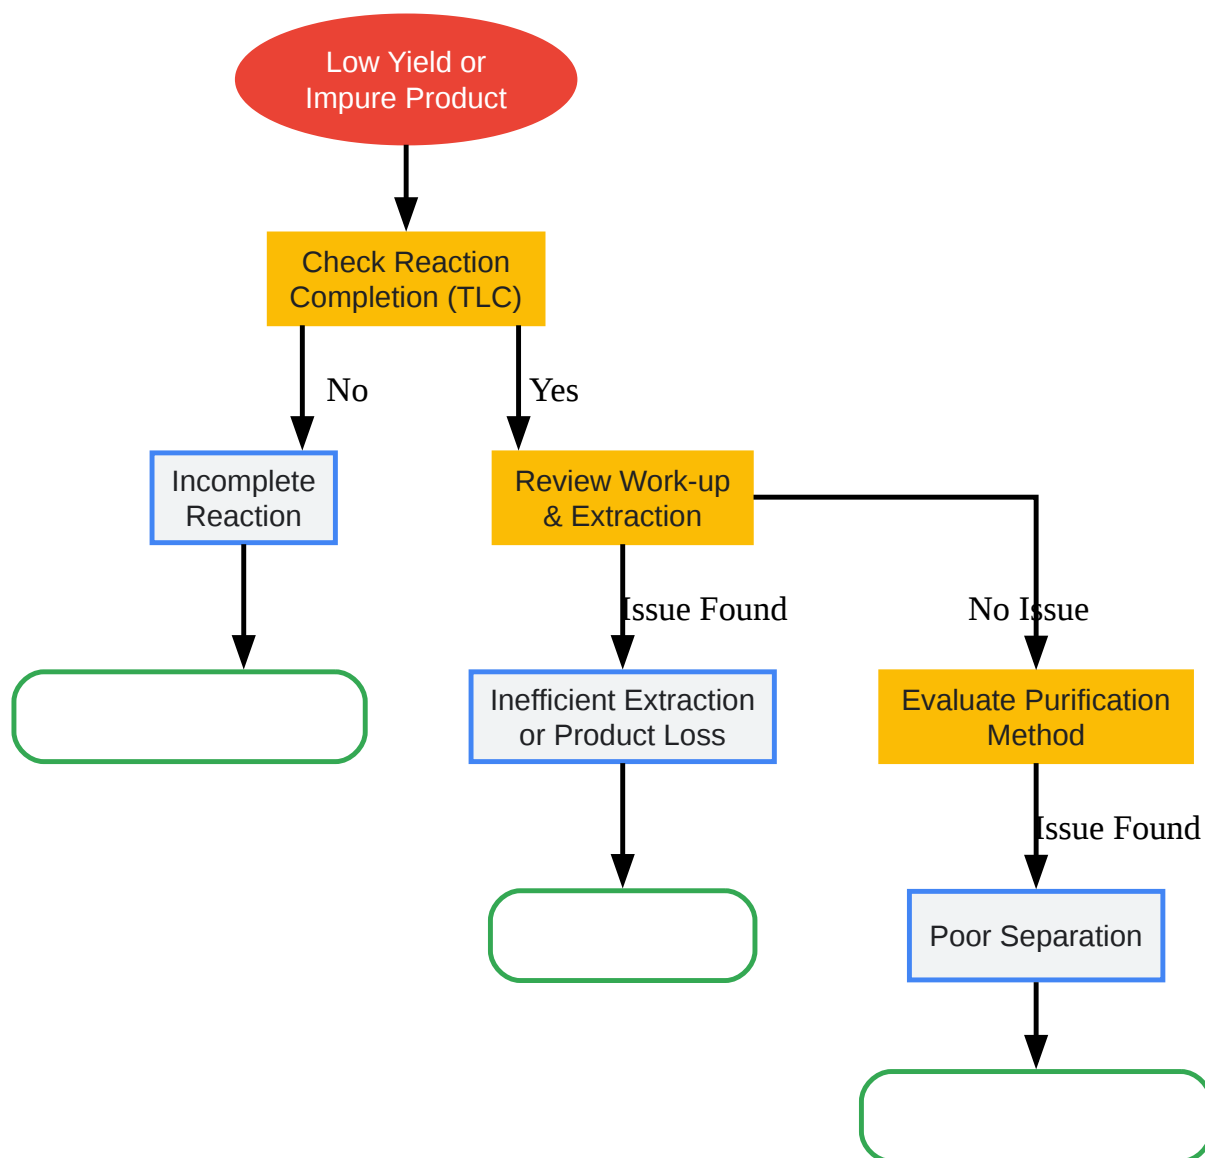 Low Yield or
Impure Product
Check Reaction
Completion (TLC)
No
Yes
Incomplete
Reaction
Review Work-up
& Extraction
Issue Found
No Issue
Inefficient Extraction
or Product Loss
Evaluate Purification
Method
Issue Found
Poor Separation